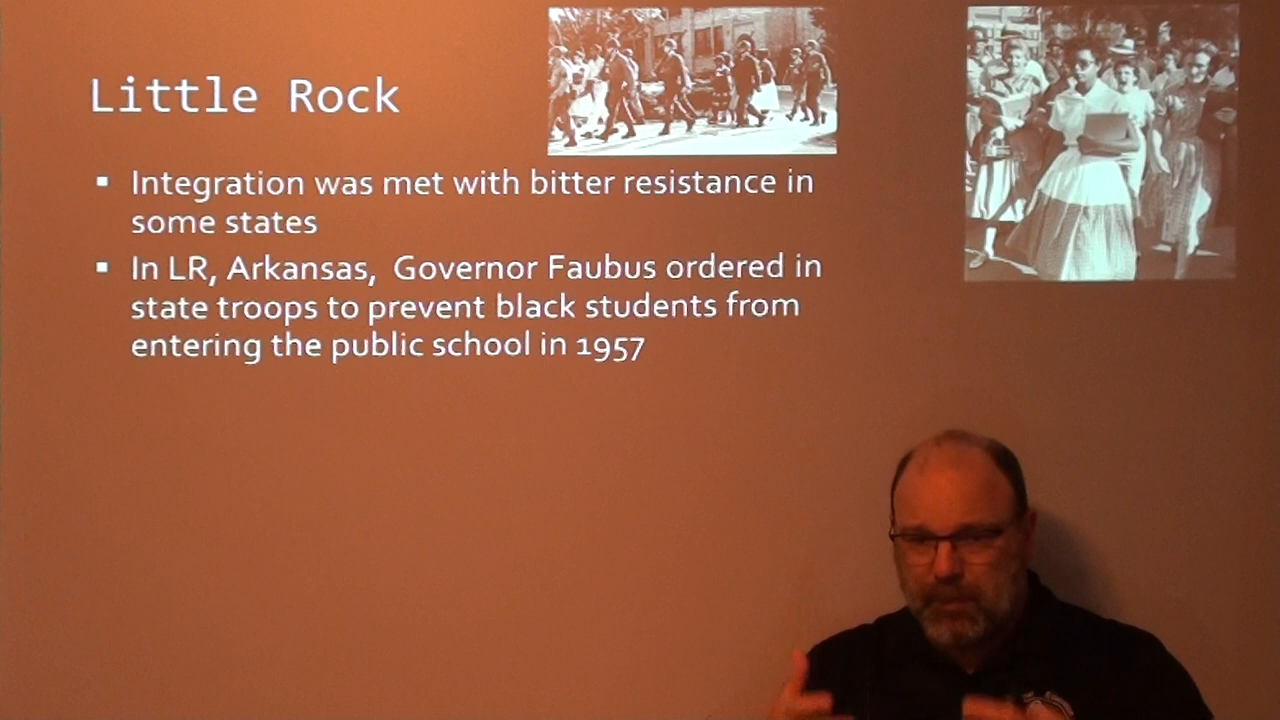 Little Rock
▪ Integration was met with bitter resistance in
some states
▪ In LR, Arkansas, Governor Faubus ordered in
state troops to prevent black students from
entering the public school in 1957